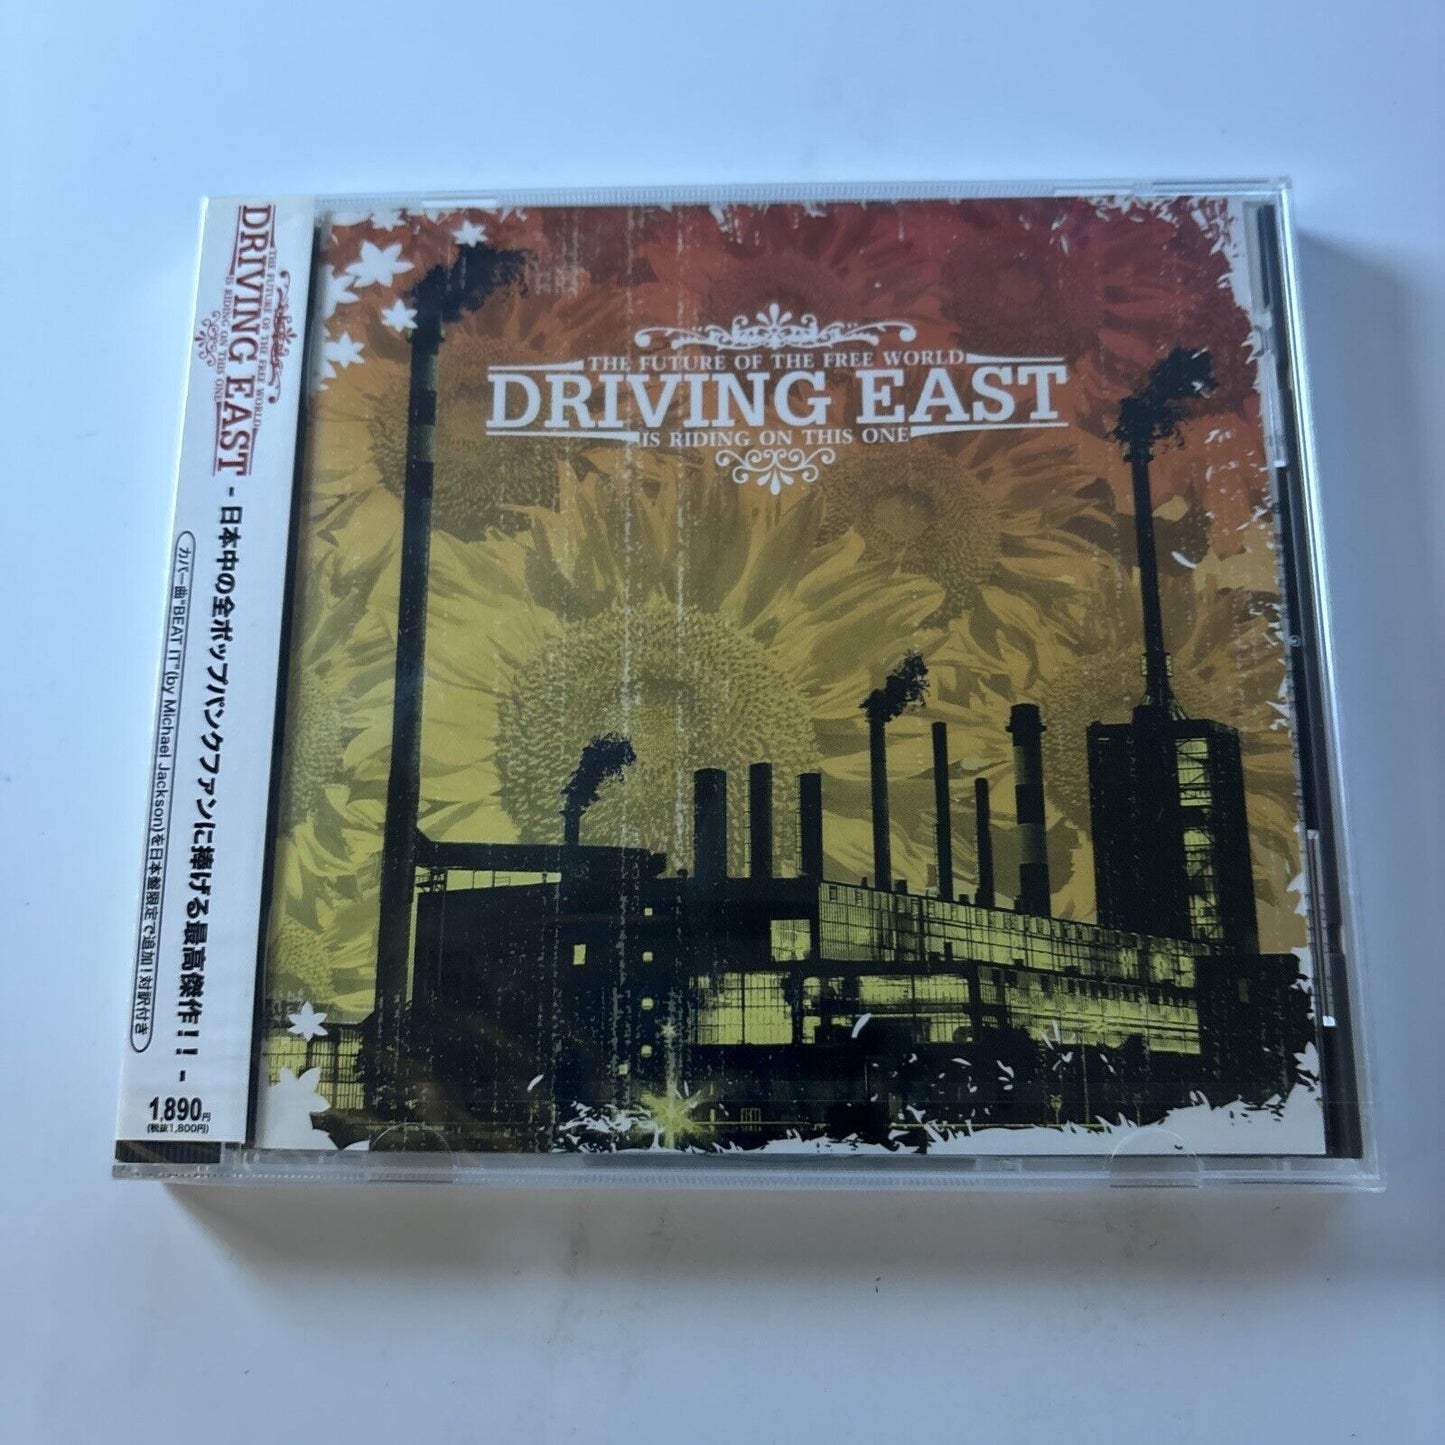 THE FUTURE OF THE FREE WORLD
DRIVING EAST
IS RIDING ON THIS ONE
THE FUTURE OF THE FREE WORLD
DRIVING EAST
IS RIDING ON THIS ONE
- 日本中の全ポップパンクファンに捧げる最高傑作!! -
カバー曲“BEAT IT” (by Michael Jackson)を日本盤限定で追加!対訳付き
1,890円
(税抜1,800円)